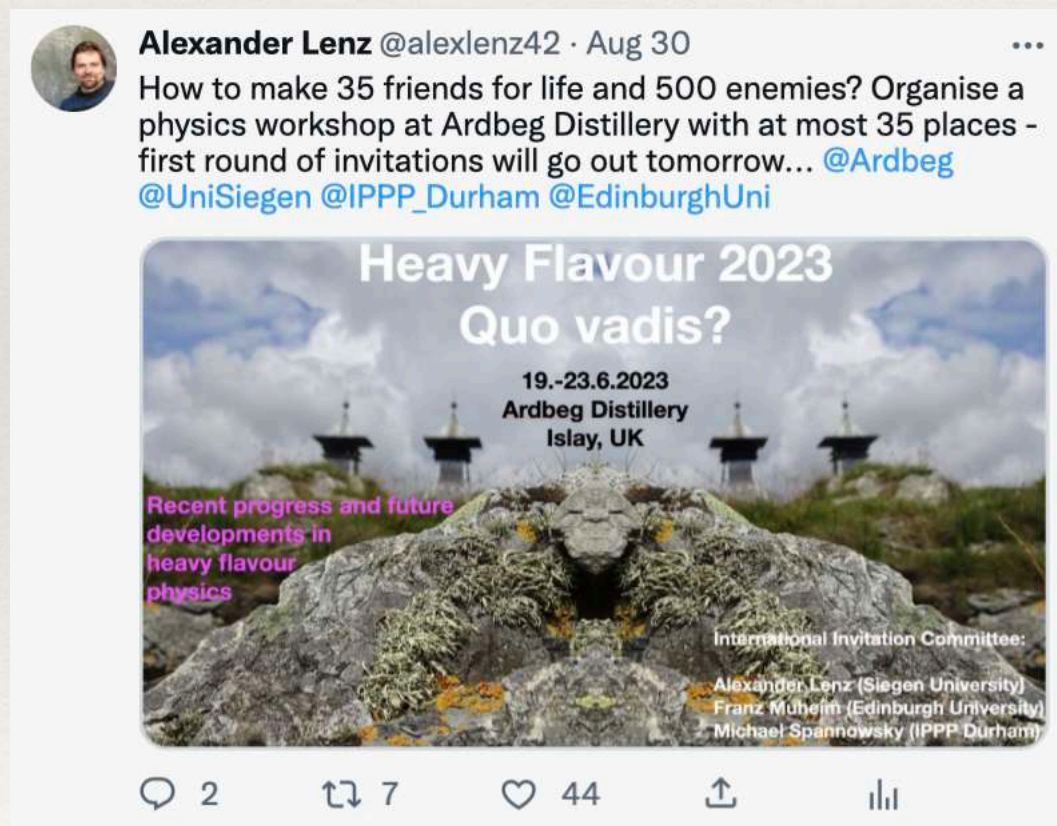 Alexander Lenz @alexlenz42 · Aug 30
How to make 35 friends for life and 500 enemies? Organise a
physics workshop at Ardbeg Distillery with at most 35 places -
first round of invitations will go out tomorrow... @Ardbeg
@UniSiegen @IPPP_Durham @EdinburghUni
Heavy Flavour 2023
Quo vadis?
19.-23.6.2023
Ardbeg Distillery
Islay, UK
Recent progress and future
developments in
heavy flavour
physics
International Invitation Committee:
Alexander Lenz (Siegen University)
Franz Muheim (Edinburgh University)
Michael Spannowsky (IPPP Durham)
2 7 44